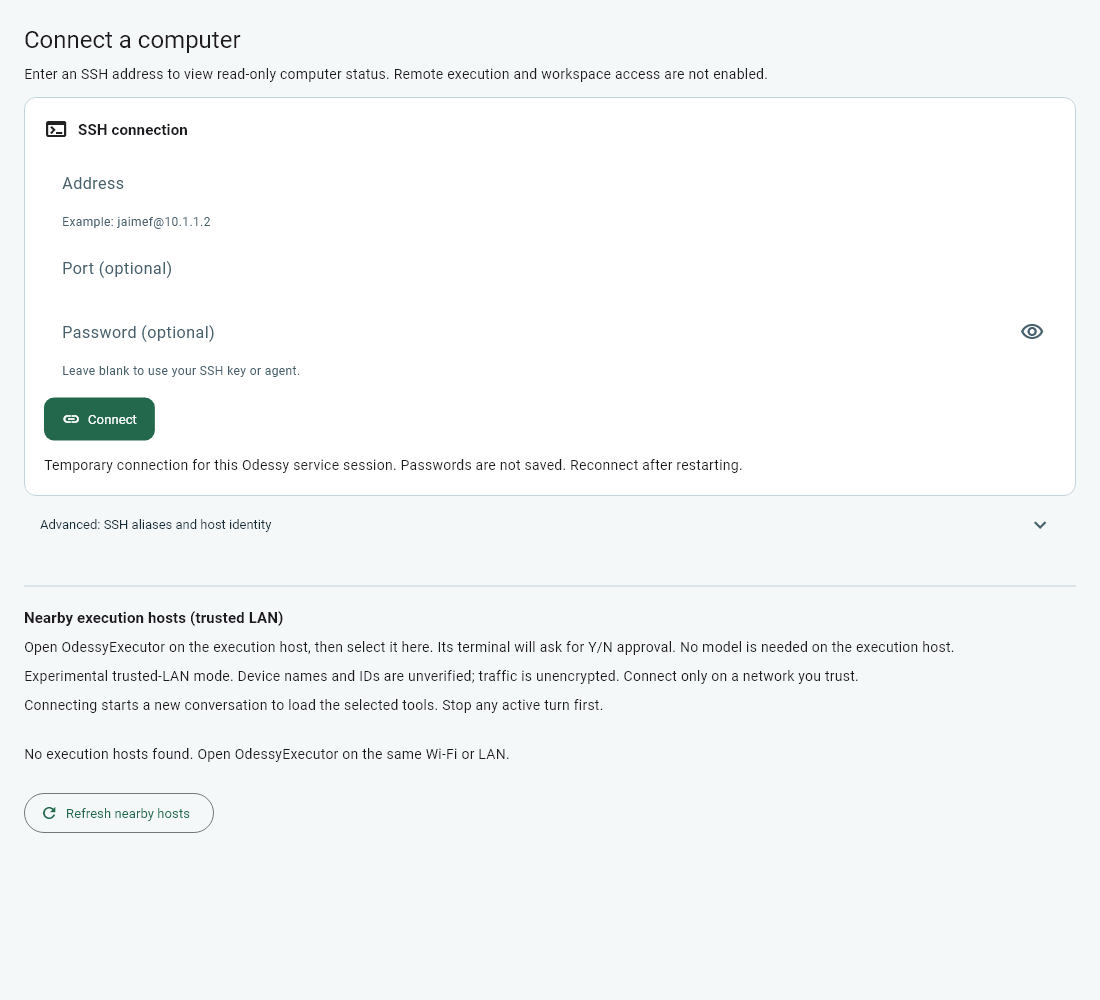 Connect a computer
Enter an SSH address to view read-only computer status. Remote execution and workspace access are not enabled.
SSH connection
Address
Example: jaimef@10.1.1.2
Port (optional)
Password (optional)
Leave blank to use your SSH key or agent.
Connect
Temporary connection for this Odessy service session. Passwords are not saved. Reconnect after restarting.
Advanced: SSH aliases and host identity
Nearby execution hosts (trusted LAN)
Open OdessyExecutor on the execution host, then select it here. Its terminal will ask for Y/N approval. No model is needed on the execution host.
Experimental trusted-LAN mode. Device names and IDs are unverified; traffic is unencrypted. Connect only on a network you trust.
Connecting starts a new conversation to load the selected tools. Stop any active turn first.
No execution hosts found. Open OdessyExecutor on the same Wi-Fi or LAN.
Refresh nearby hosts